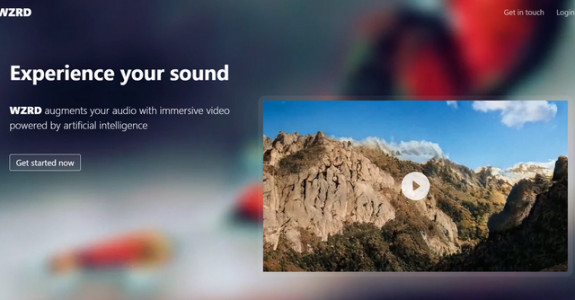 WZRD
Get in touch
Login
Experience your sound
WZRD augments your audio with immersive video
powered by artificial intelligence
Get started now